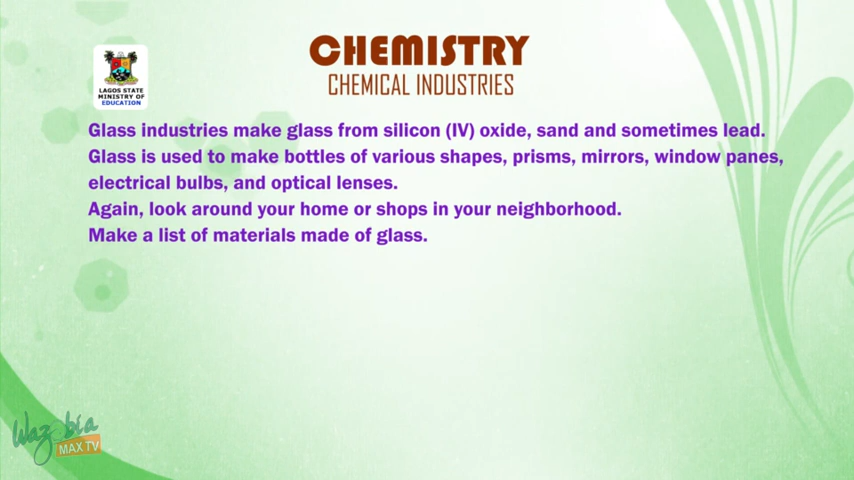 CHEMISTRY
CHEMICAL INDUSTRIES
LAGOS STATE
MINISTRY OF
EDUCATION
Glass industries make glass from silicon (IV) oxide, sand and sometimes lead.
Glass is used to make bottles of various shapes, prisms, mirrors, window panes,
electrical bulbs, and optical lenses.
Again, look around your home or shops in your neighborhood.
Make a list of materials made of glass.
Wazobia
MAX TV